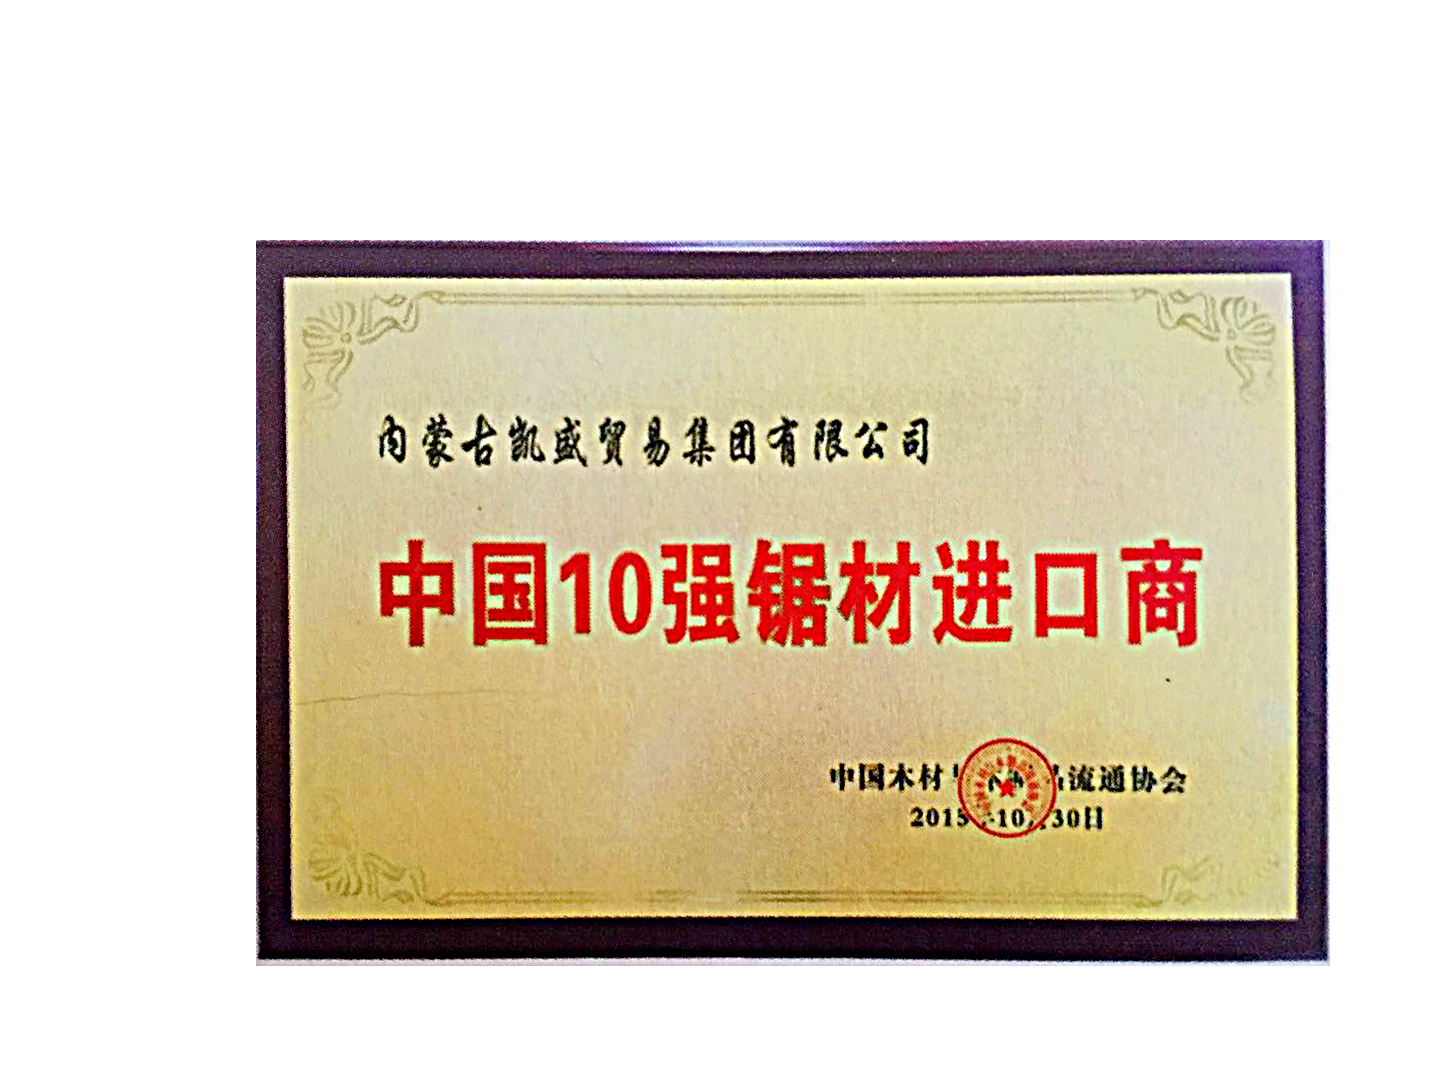 内蒙古凯盛贸易集团有限公司
中国10强锯材进口商
中国木材 流通协会
2015 10 30日